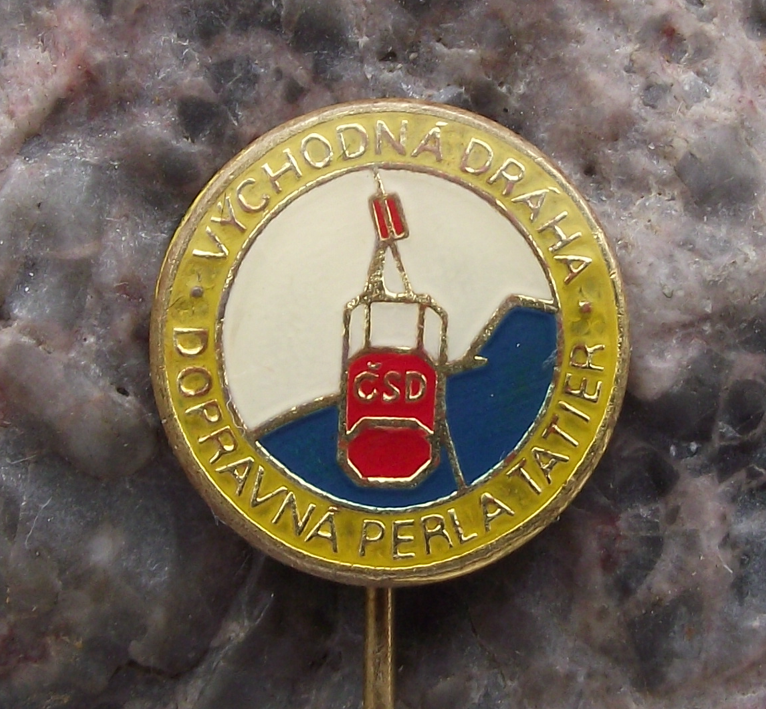 VÝCHODNÁ DRÁHA
ČSD
DOPRAVNÁ PERLA TATIER